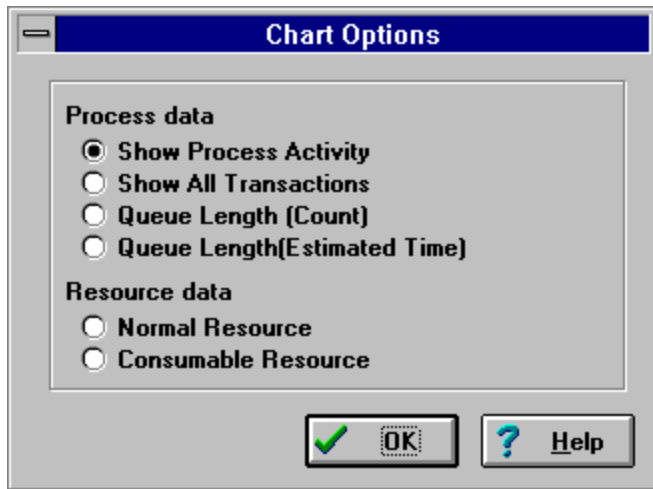 Chart Options
Process data
Show Process Activity
Show All Transactions
Queue Length (Count)
Queue Length(Estimated Time)
Resource data
Normal Resource
Consumable Resource
OK
? Help